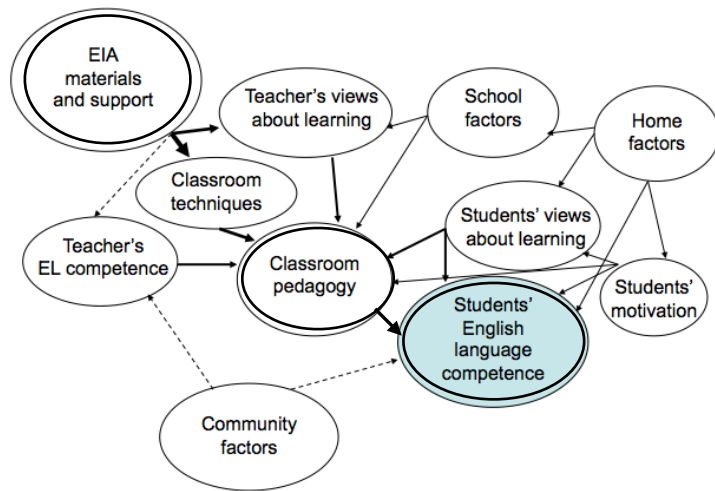 EIA
materials
and support
Teacher's views
about learning
School
factors
Home
factors
Classroom
techniques
Students' views
about learning
Teacher's
EL competence
Classroom
pedagogy
Students'
motivation
Students'
English
language
competence
Community
factors